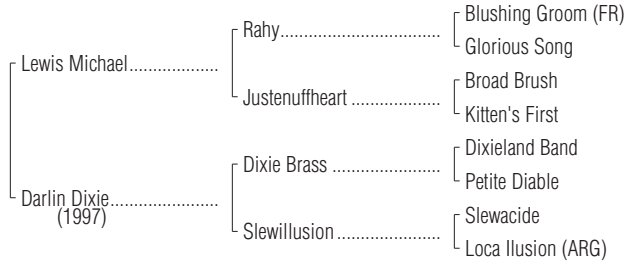 Blushing Groom (FR)
Rahy
Glorious Song
Lewis Michael
Broad Brush
Justenuffheart
Kitten's First
Dixieland Band
Dixie Brass
Petite Diable
Darlin Dixie
(1997)
Slewacide
Slewillusion
Loca Ilusion (ARG)